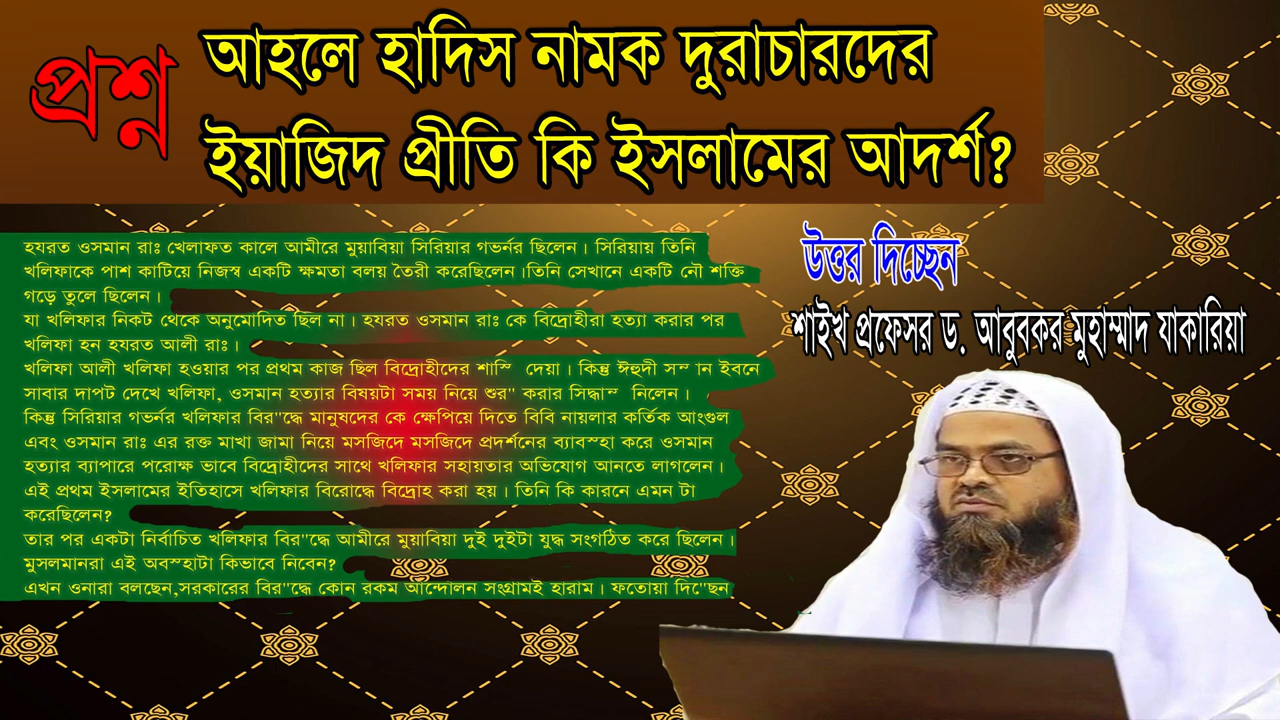 প্রশ্ন
আহলে হাদিস নামক দুরাচারদের
ইয়াজিদ প্রীতি কি ইসলামের আদর্শ?
হযরত ওসমান রাঃ খেলাফত কালে আমীরে মুয়াবিয়া সিরিয়ার গভর্নর ছিলেন। সিরিয়ায় তিনি
খলিফাকে পাশ কাটিয়ে নিজস্ব একটি ক্ষমতা বলয় তৈরী করেছিলেন।তিনি সেখানে একটি নৌ শক্তি
গড়ে তুলে ছিলেন।
যা খলিফার নিকট থেকে অনুমোদিত ছিল না। হযরত ওসমান রাঃ কে বিদ্রোহীরা হত্যা করার পর
খলিফা হন হযরত আলী রাঃ।
খলিফা আলী খলিফা হওয়ার পর প্রথম কাজ ছিল বিদ্রোহীদের শাসি দেয়া। কিন্তু ঈহুদী সম্ান ইবনে
সাবার দাপট দেখে খলিফা, ওসমান হত্যার বিষয়টা সময় নিয়ে শুর" করার সিদ্ধাস্ নিলেন।
কিন্তু সিরিয়ার গভর্নর খলিফার বির"দ্ধে মানুষদের কে ক্ষেপিয়ে দিতে বিবি নায়লার কর্তিক আংগুল
এবং ওসমান রাঃ এর রক্ত মাখা জামা নিয়ে মসজিদে মসজিদে প্রদর্শনের ব্যাবস্হা করে ওসমান
হত্যার ব্যাপারে পরোক্ষ ভাবে বিদ্রোহীদের সাথে খলিফার সহায়তার অভিযোগ আনতে লাগলেন।
এই প্রথম ইসলামের ইতিহাসে খলিফার বিরোদ্ধে বিদ্রোহ করা হয়। তিনি কি কারনে এমন টা
করেছিলেন?
তার পর একটা নির্বাচিত খলিফার বির"দ্ধে আমীরে মুয়াবিয়া দুই দুইটা যুদ্ধ সংগঠিত করে ছিলেন।
মুসলমানরা এই অবস্হাটা কিভাবে নিবেন?
এখন ওনারা বলছেন,সরকারের বির"দ্ধে কোন রকম আন্দোলন সংগ্রামই হারাম। ফতোয়া দি"েছন
উত্তর দিচ্ছেন
শাইখ প্রফেসর ড. আবুবকর মুহাম্মাদ যাকারিয়া